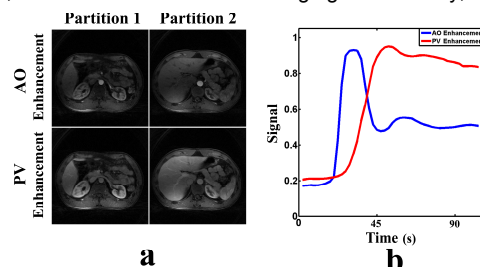 Partition 1 Partition 2
AO
Enhancement
PV
Enhancement
a
AO Enhancement
PV Enhancement
Signal
1
0.8
0.6
0.4
0.2
0
0 45 90
Time (s)
b